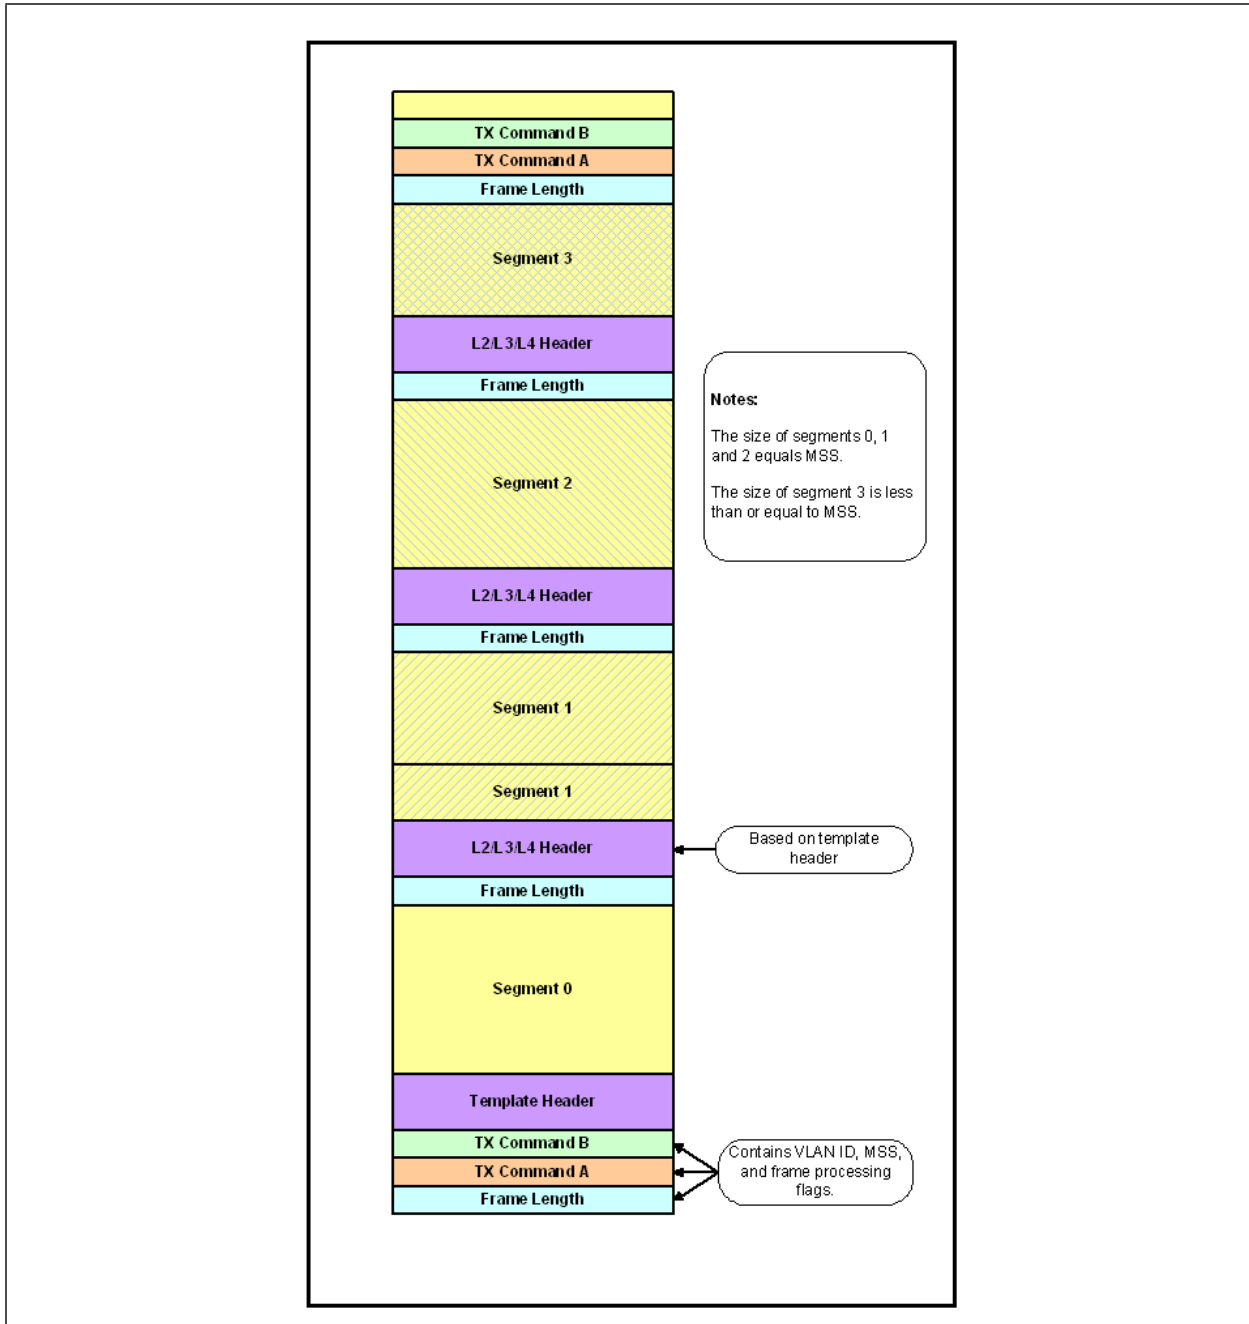 TX Command B
TX Command A
Frame Length
Segment 3
L2/L3/L4 Header
Frame Length
Segment 2
Notes:
The size of segments 0, 1
and 2 equals MSS.
The size of segment 3 is less
than or equal to MSS.
L2/L3/L4 Header
Frame Length
Segment 1
Segment 1
L2/L3/L4 Header
Based on template
header
Frame Length
Segment 0
Template Header
TX Command B
TX Command A
Frame Length
Contains VLAN ID, MSS,
and frame processing
flags.